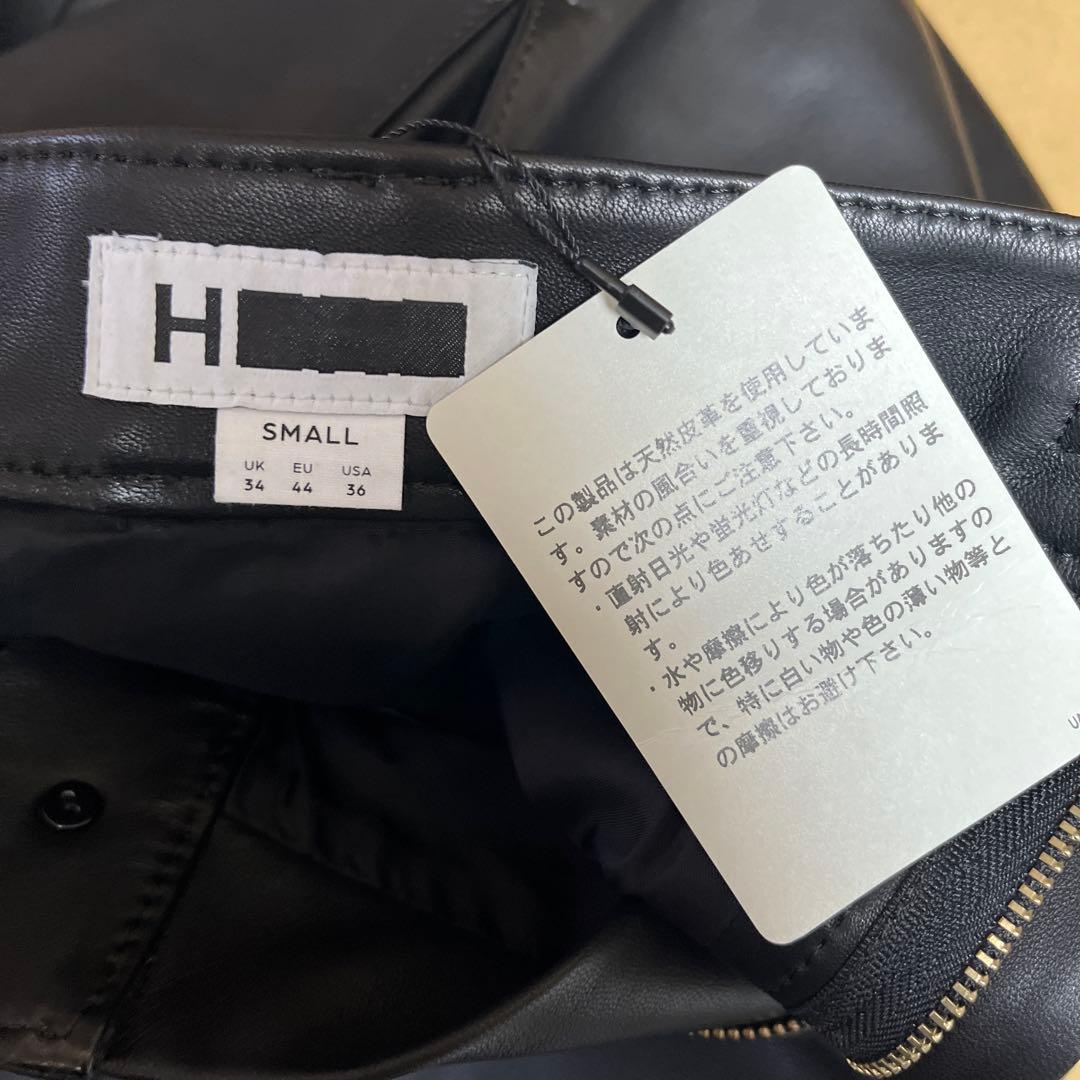 H
SMALL
UK EU USA
34 44 36
この製品は天然皮革を使用していま
す。素材の風合いを重視しておりま
すので次の点にご注意下さい。
・直射日光や蛍光灯などの長時間照
射により色あせすることがありま
す。
・水や摩擦により色が落ちたり他の
物に色移りする場合がありますの
で、特に白い物や色の薄い物等と
の摩擦はお避け下さい。